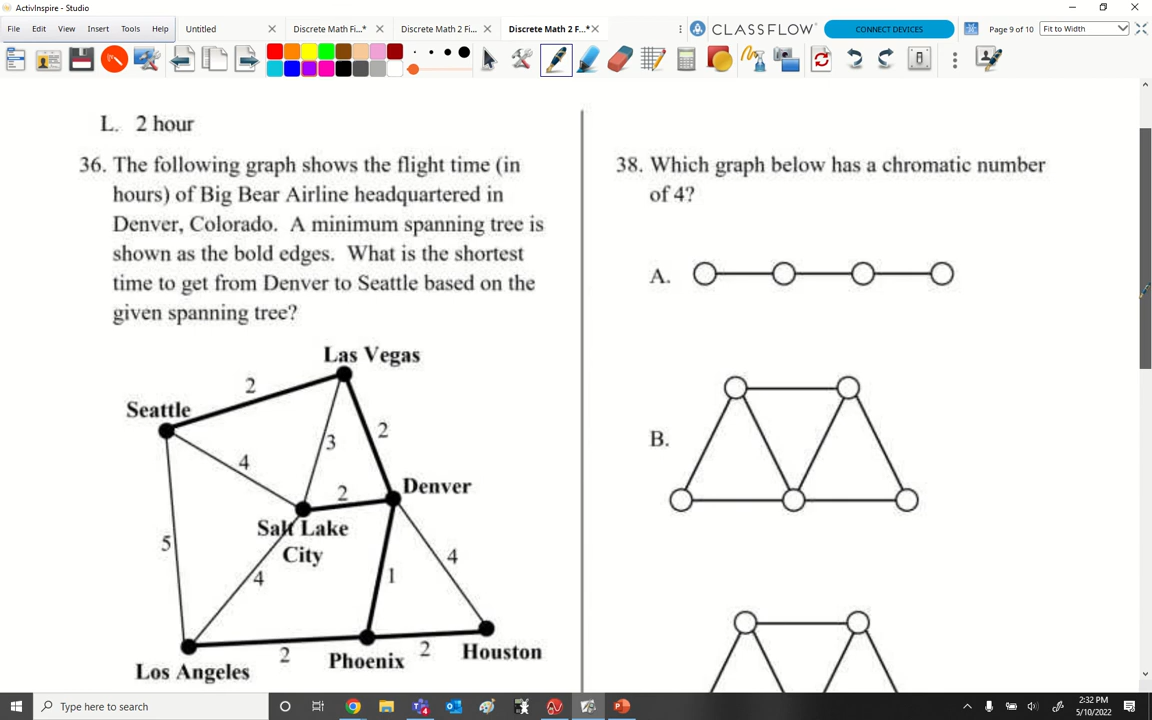 ActivInspire - Studio
File Edit View Insert Tools Help
Untitled
Discrete Math Fi...*
Discrete Math 2 Fi...
Discrete Math 2 F...*
CLASSFLOW
CONNECT DEVICES
Page 9 of 10
Fit to Width
L. 2 hour
36. The following graph shows the flight time (in
hours) of Big Bear Airline headquartered in
Denver, Colorado. A minimum spanning tree is
shown as the bold edges. What is the shortest
time to get from Denver to Seattle based on the
given spanning tree?
Las Vegas
2
Seattle
2
3
4
Denver
2
Salt Lake
City
5
4
4
1
2
2
Los Angeles
Phoenix
Houston
38. Which graph below has a chromatic number
of 4?
A.
B.
Type here to search
2:32 PM
5/10/2022